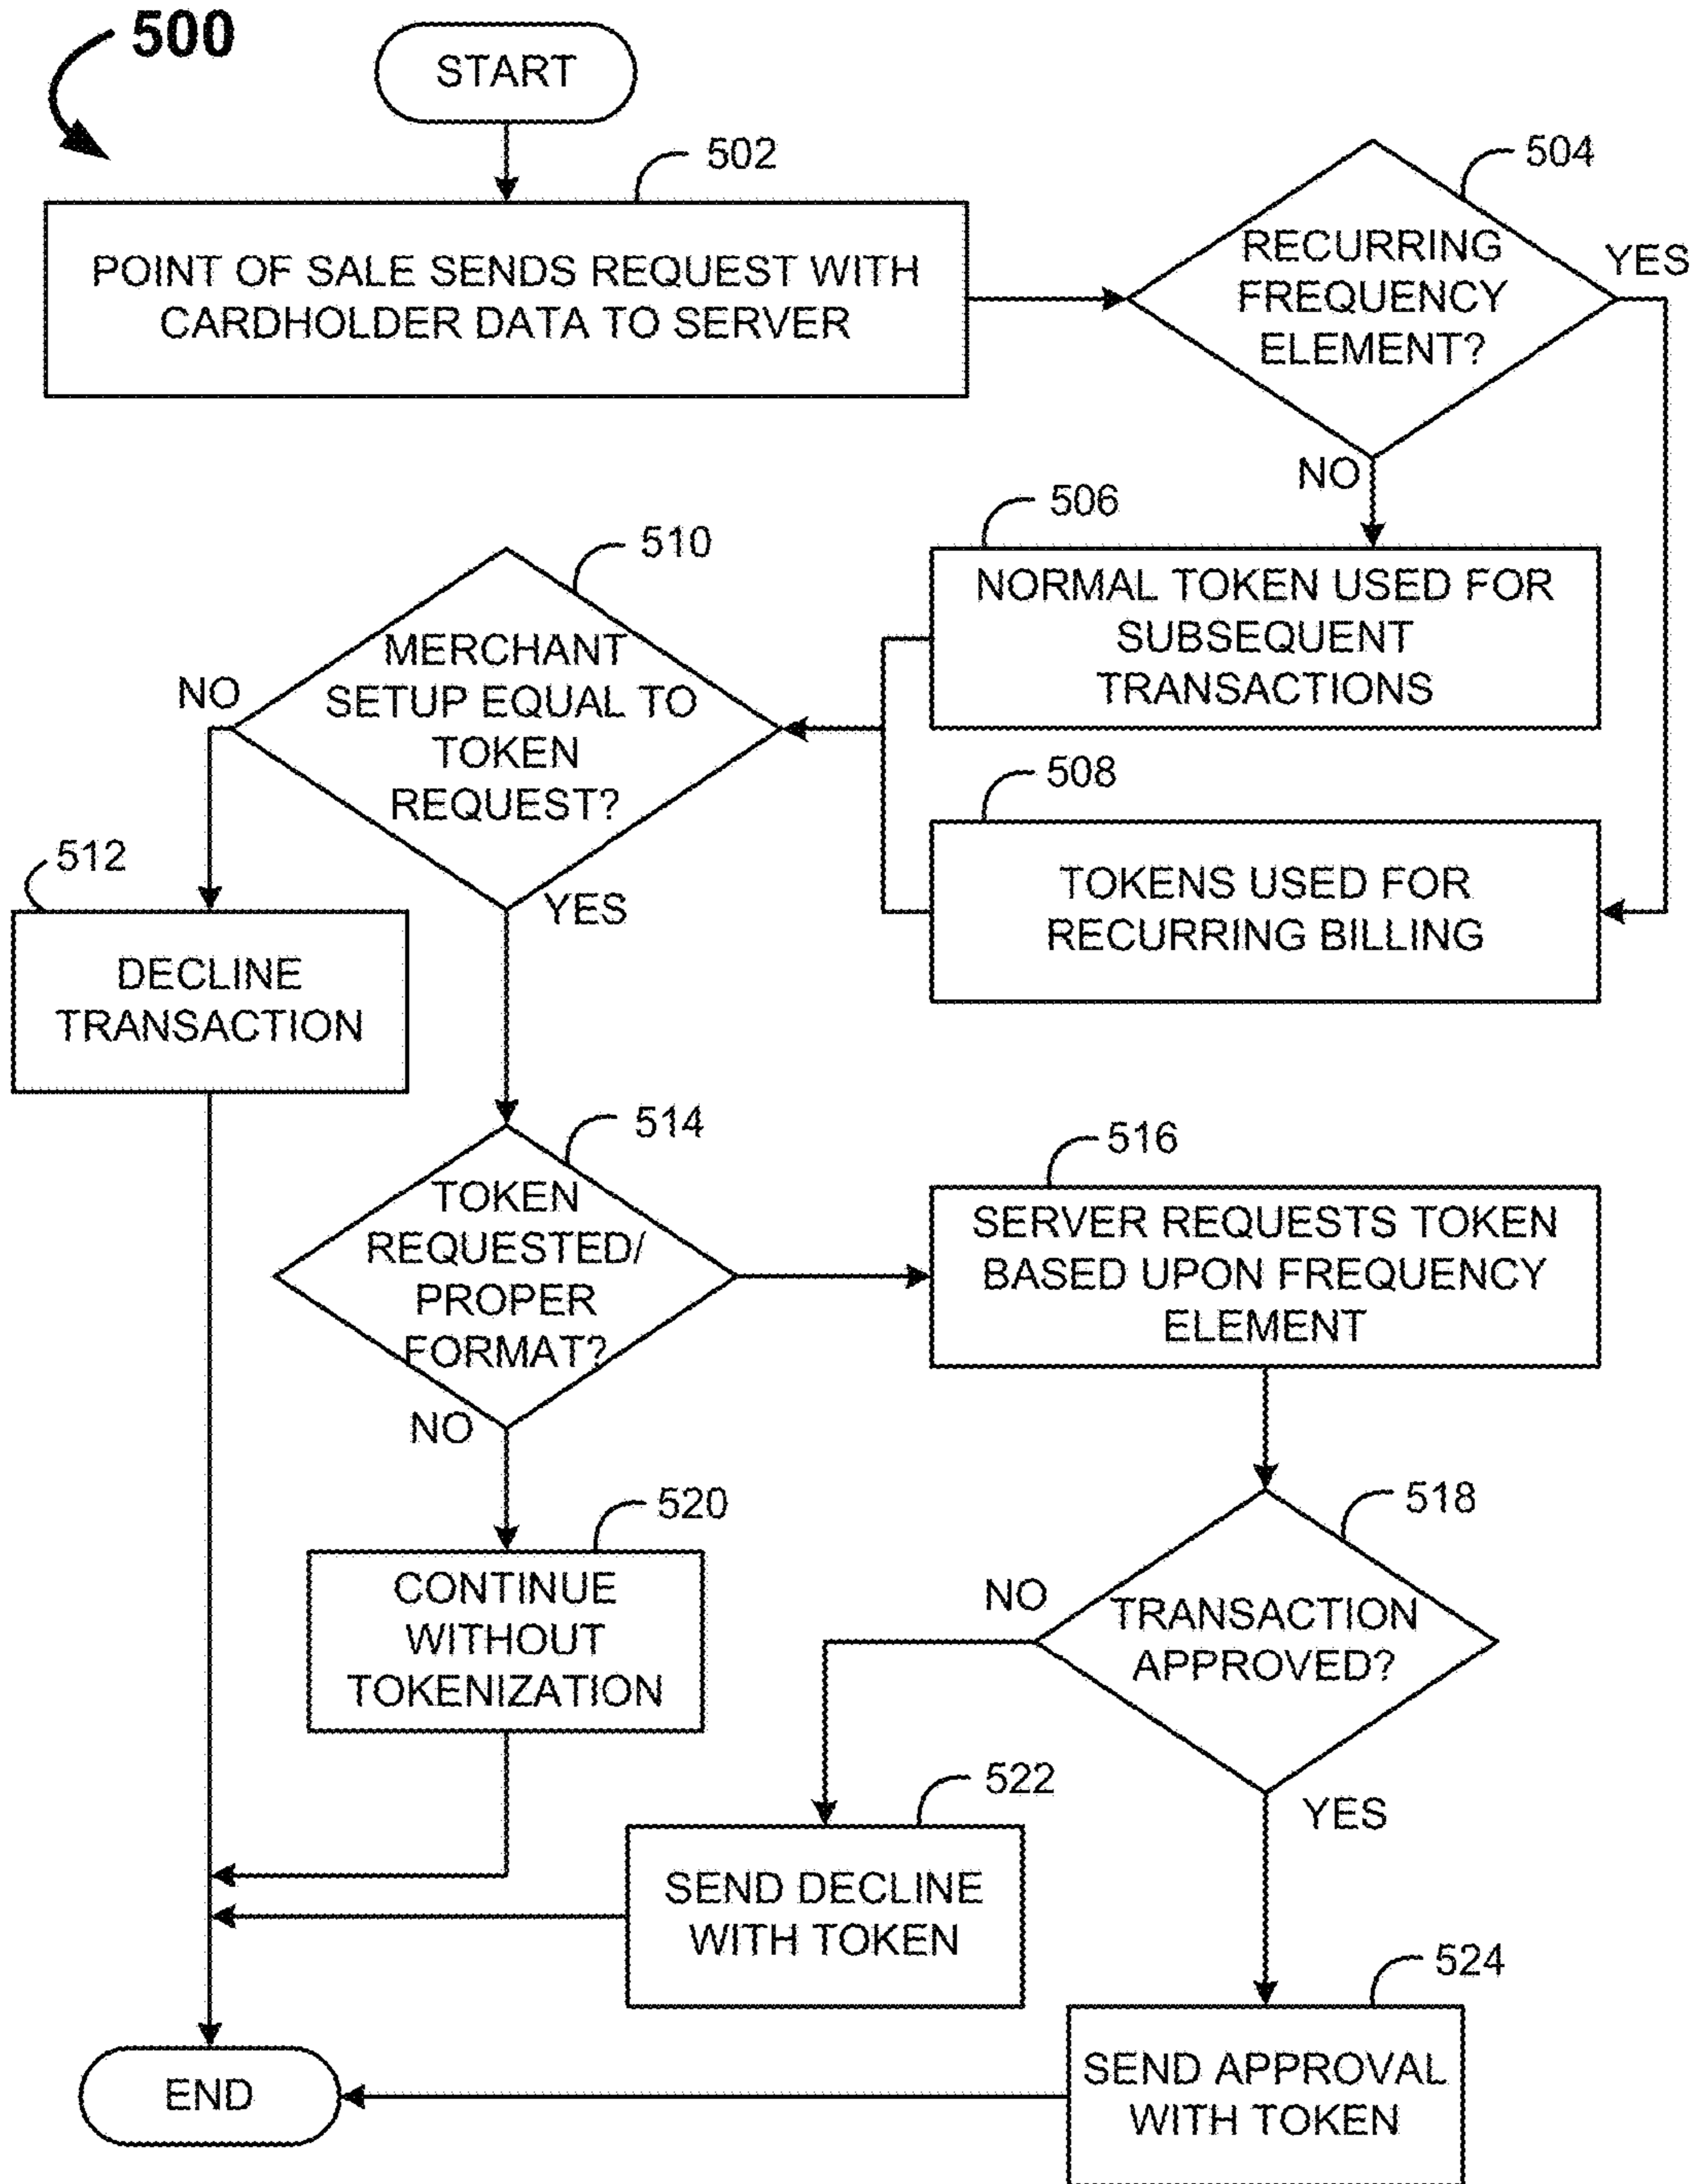 500
START
502
POINT OF SALE SENDS REQUEST WITH
CARDHOLDER DATA TO SERVER
504
RECURRING
FREQUENCY
ELEMENT?
YES
NO
506
NORMAL TOKEN USED FOR
SUBSEQUENT
TRANSACTIONS
508
TOKENS USED FOR
RECURRING BILLING
510
MERCHANT
SETUP EQUAL TO
TOKEN
REQUEST?
NO
YES
512
DECLINE
TRANSACTION
514
TOKEN
REQUESTED/
PROPER
FORMAT?
NO
516
SERVER REQUESTS TOKEN
BASED UPON FREQUENCY
ELEMENT
518
TRANSACTION
APPROVED?
NO
YES
520
CONTINUE
WITHOUT
TOKENIZATION
522
SEND DECLINE
WITH TOKEN
524
SEND APPROVAL
WITH TOKEN
END